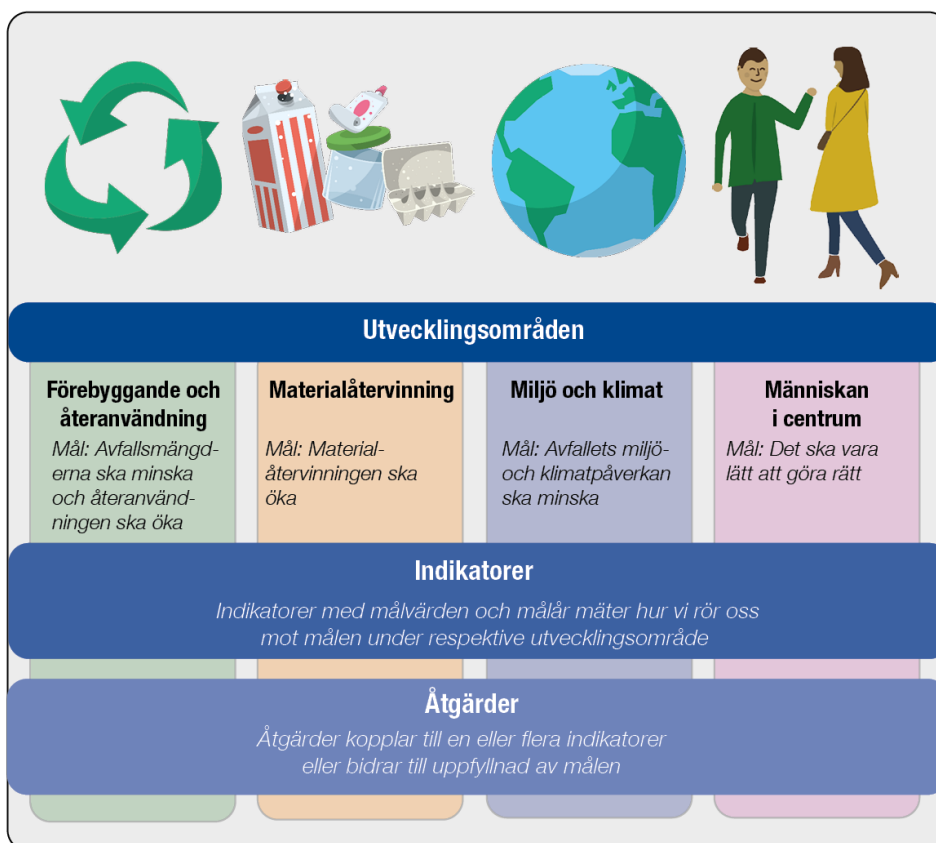 Utvecklingsområden
Förebyggande och
återanvändning
Mål: Avfallsmängd-
erna ska minska
och återanvänd-
ningen ska öka
Materialåtervinning
Mål: Material-
återvinningen ska
öka
Miljö och klimat
Mål: Avfallets miljö-
och klimatpåverkan
ska minska
Människan
i centrum
Mål: Det ska vara
lätt att göra rätt
Indikatorer
Indikatorer med målvärden och målår mäter hur vi rör oss
mot målen under respektive utvecklingsområde
Åtgärder
Åtgärder kopplar till en eller flera indikatorer
eller bidrar till uppfyllnad av målen